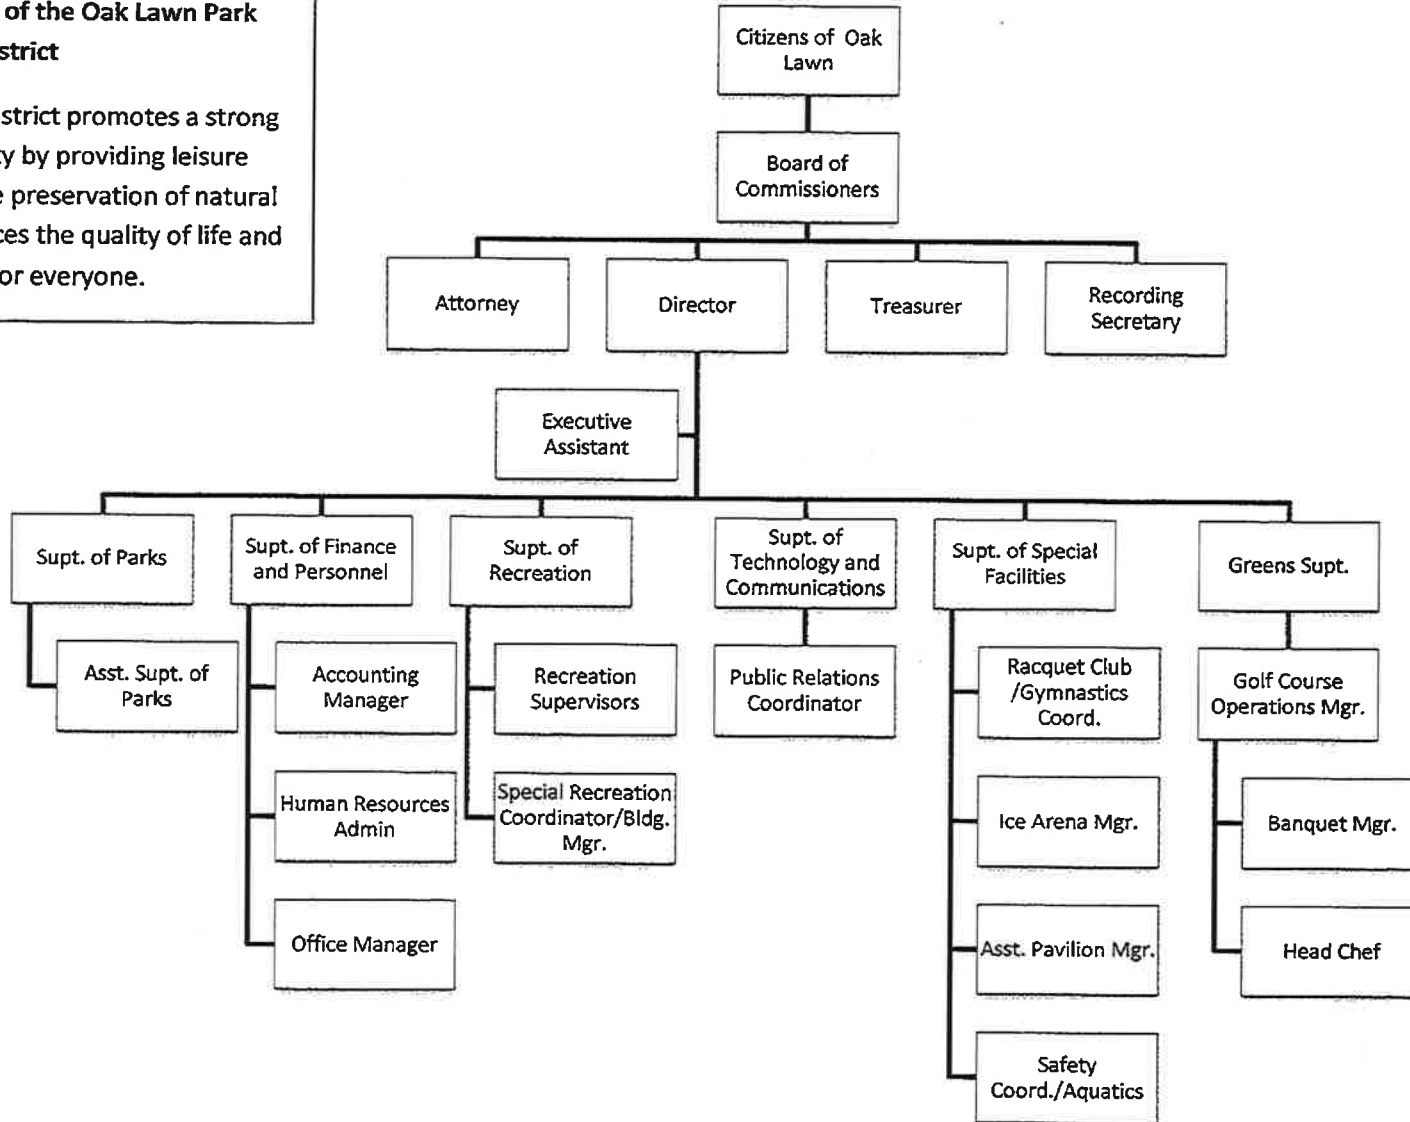 of the Oak Lawn Park
strict
strict promotes a strong
ty by providing leisure
e preservation of natural
ces the quality of life and
or everyone.
Citizens of Oak
Lawn
Board of
Commissioners
Attorney
Director
Treasurer
Recording
Secretary
Executive
Assistant
Supt. of Parks
Supt. of Finance
and Personnel
Supt. of
Recreation
Supt. of
Technology and
Communications
Supt. of Special
Facilities
Greens Supt.
Asst. Supt. of
Parks
Accounting
Manager
Recreation
Supervisors
Public Relations
Coordinator
Racquet Club
/Gymnastics
Coord.
Golf Course
Operations Mgr.
Human Resources
Admin
Special Recreation
Coordinator/Bldg.
Mgr.
Ice Arena Mgr.
Banquet Mgr.
Office Manager
Asst. Pavilion Mgr.
Head Chef
Safety
Coord./Aquatics